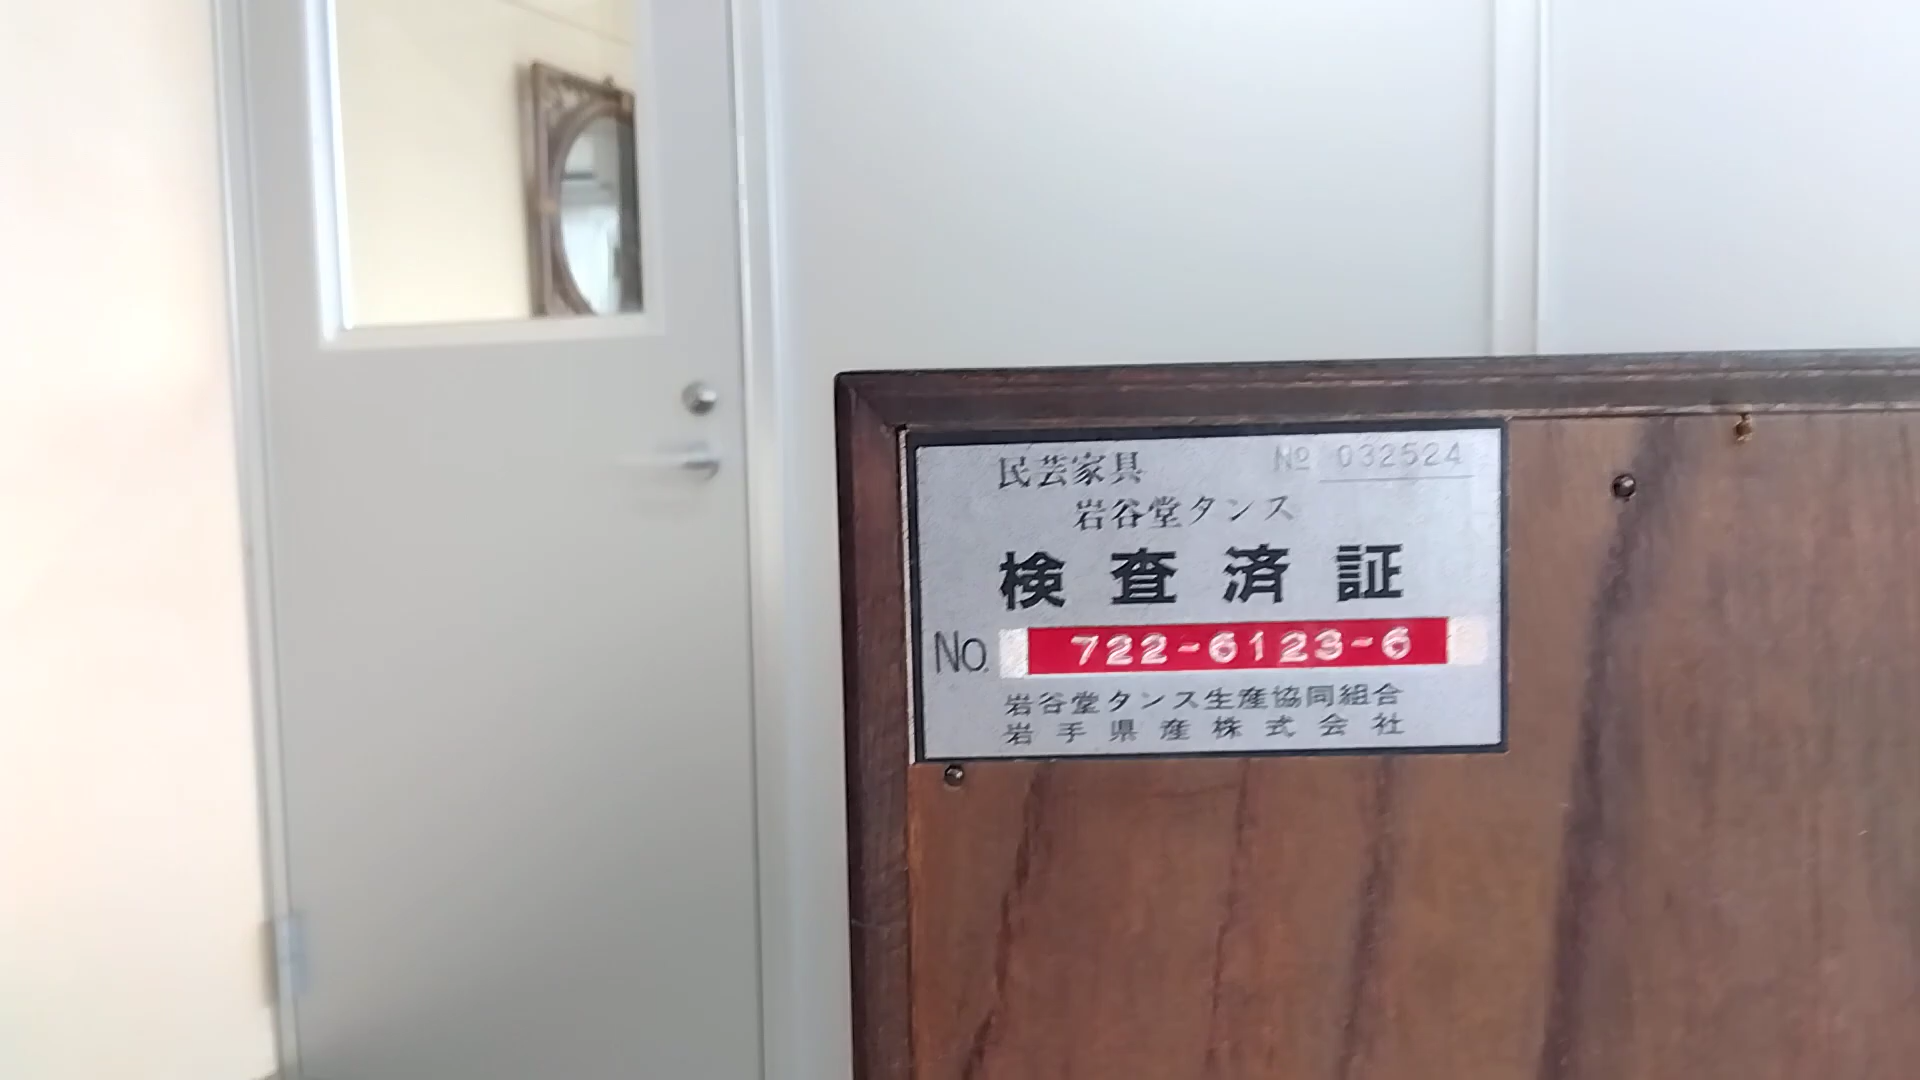 民芸家具 № 032524
岩谷堂タンス
検査済証
No. 722-6123-6
岩谷堂タンス生産協同組合
岩手県産株式会社